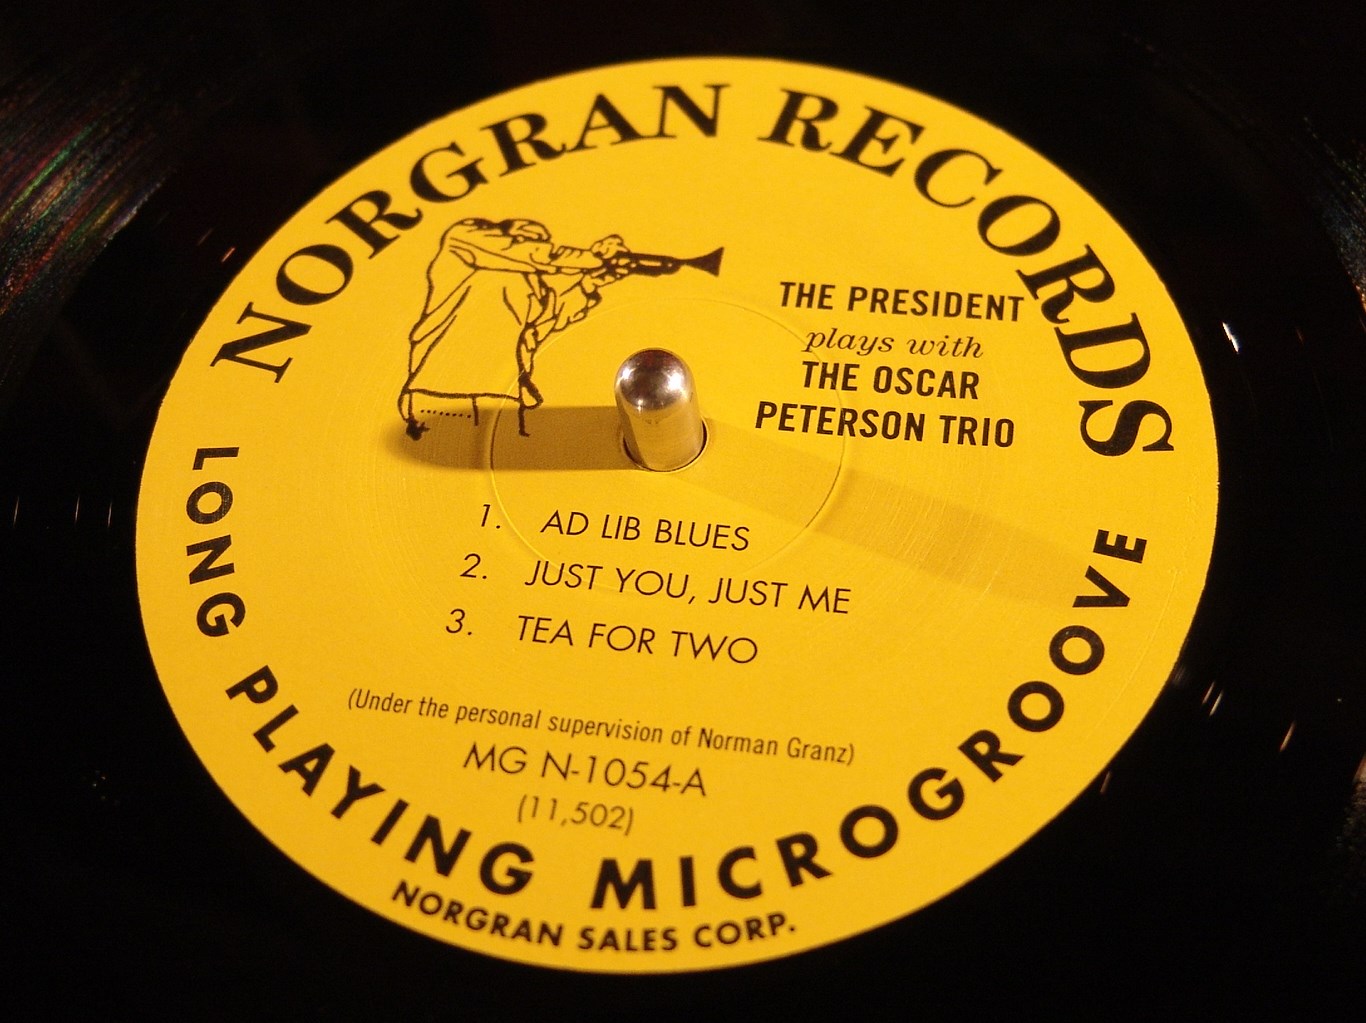 NORGRAN RECORDS
THE PRESIDENT
plays with
THE OSCAR
PETERSON TRIO
1. AD LIB BLUES
2. JUST YOU, JUST ME
3. TEA FOR TWO
(Under the personal supervision of Norman Granz)
MG N-1054-A
(11,502)
LONG PLAYING MICROGROOVE
NORGRAN SALES CORP.